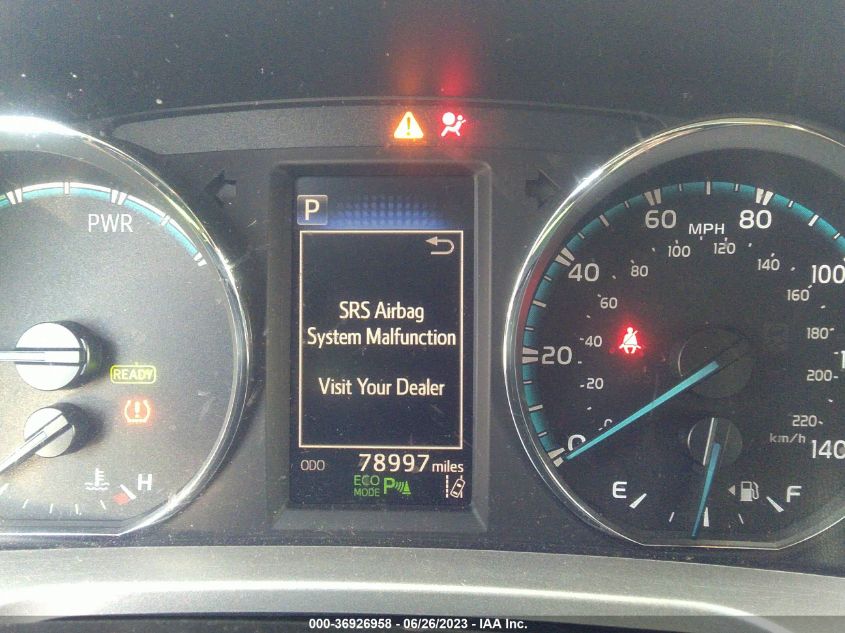 PWR
READY
H
P
SRS Airbag
System Malfunction
Visit Your Dealer
ODO 78997 miles
ECO
MODE P
0 20 40 60 80 100 140
MPH
20 40 60 80 100 120 140 160 180 200 220
km/h
E F
000-36926958 - 06/26/2023 - IAA Inc.